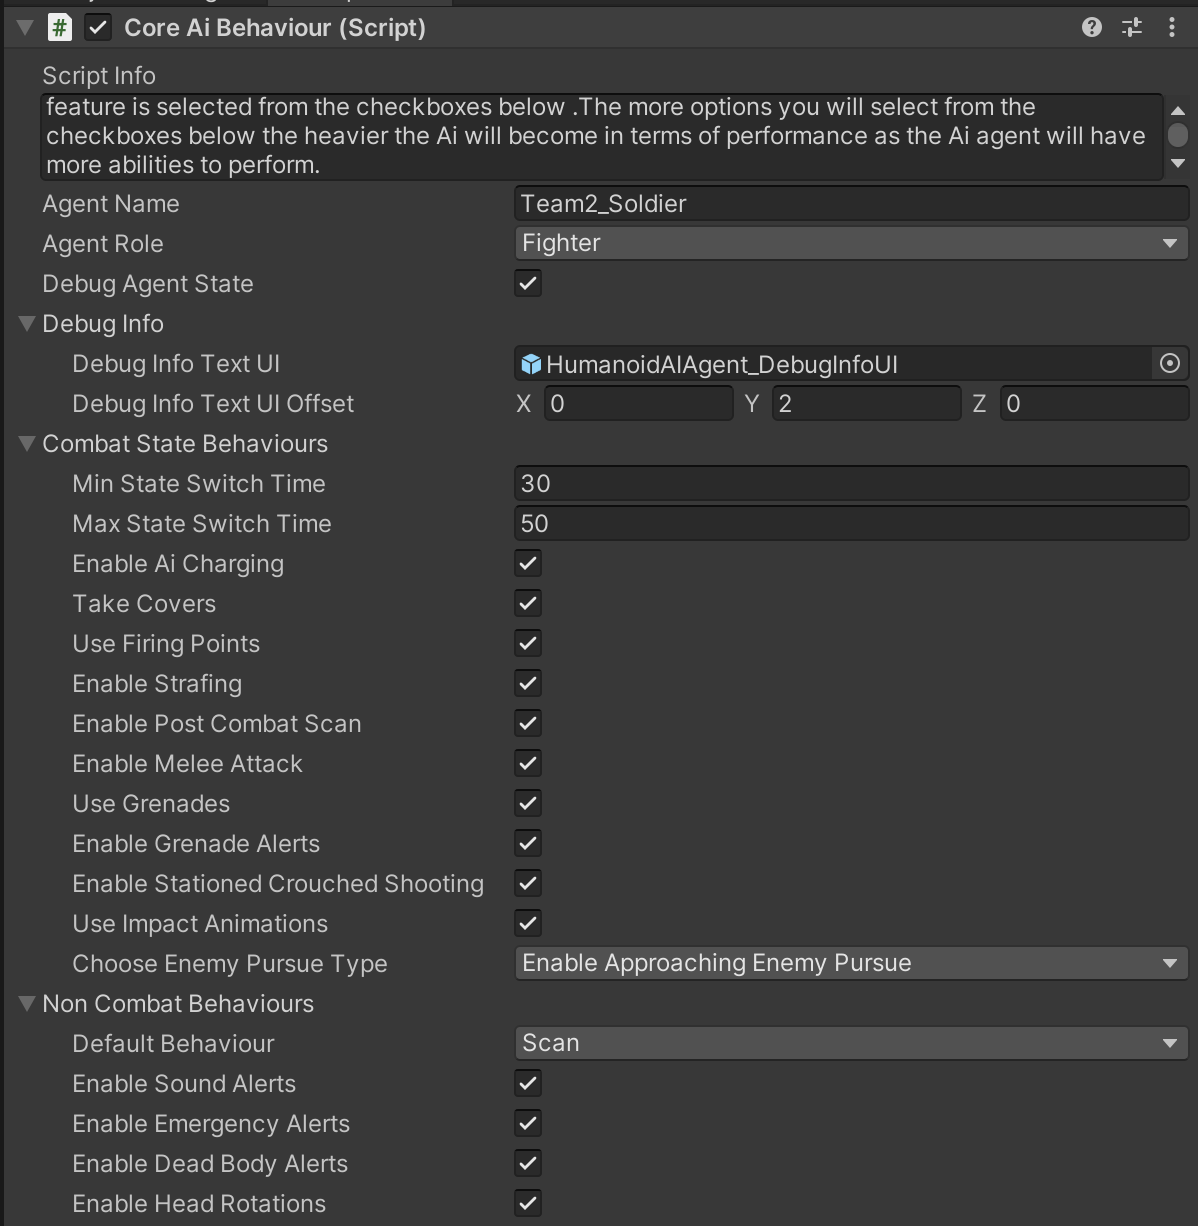 Core Ai Behaviour (Script)
Script Info
feature is selected from the checkboxes below .The more options you will select from the
checkboxes below the heavier the Ai will become in terms of performance as the Ai agent will have
more abilities to perform.
Agent Name Team2_Soldier
Agent Role Fighter
Debug Agent State
Debug Info
Debug Info Text UI HumanoidAIAgent_DebugInfoUI
Debug Info Text UI Offset X 0 Y 2 Z 0
Combat State Behaviours
Min State Switch Time 30
Max State Switch Time 50
Enable Ai Charging
Take Covers
Use Firing Points
Enable Strafing
Enable Post Combat Scan
Enable Melee Attack
Use Grenades
Enable Grenade Alerts
Enable Stationed Crouched Shooting
Use Impact Animations
Choose Enemy Pursue Type Enable Approaching Enemy Pursue
Non Combat Behaviours
Default Behaviour Scan
Enable Sound Alerts
Enable Emergency Alerts
Enable Dead Body Alerts
Enable Head Rotations